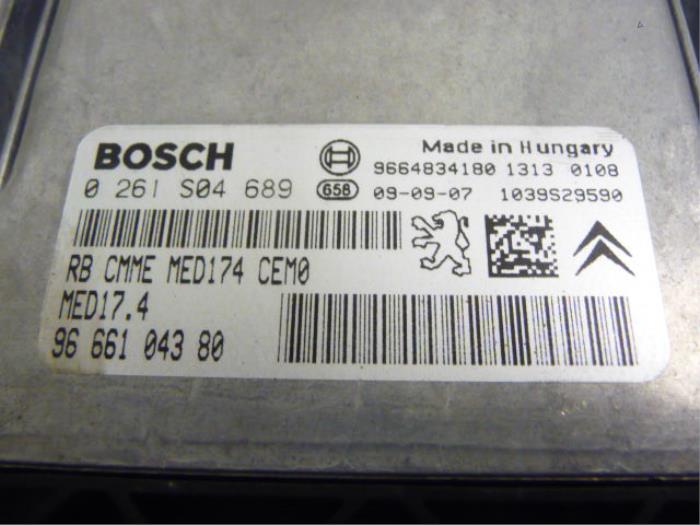 BOSCH
Made in Hungary
9664834180 1313 0108
0 261 S04 689
658 09-09-07 1039S29590
RB CMME MED174 CEM0
MED17.4
96 661 043 80